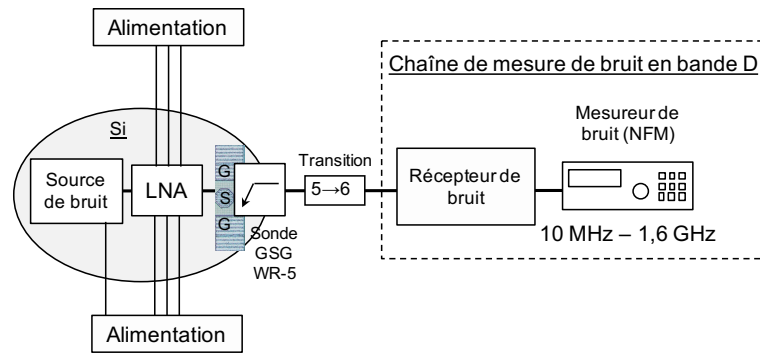 Alimentation
Chaîne de mesure de bruit en bande D
Si
Mesureur de
bruit (NFM)
Source
de bruit
LNA
G
S
G
Transition
5→6
Récepteur de
bruit
Sonde
GSG
WR-5
10 MHz – 1,6 GHz
Alimentation